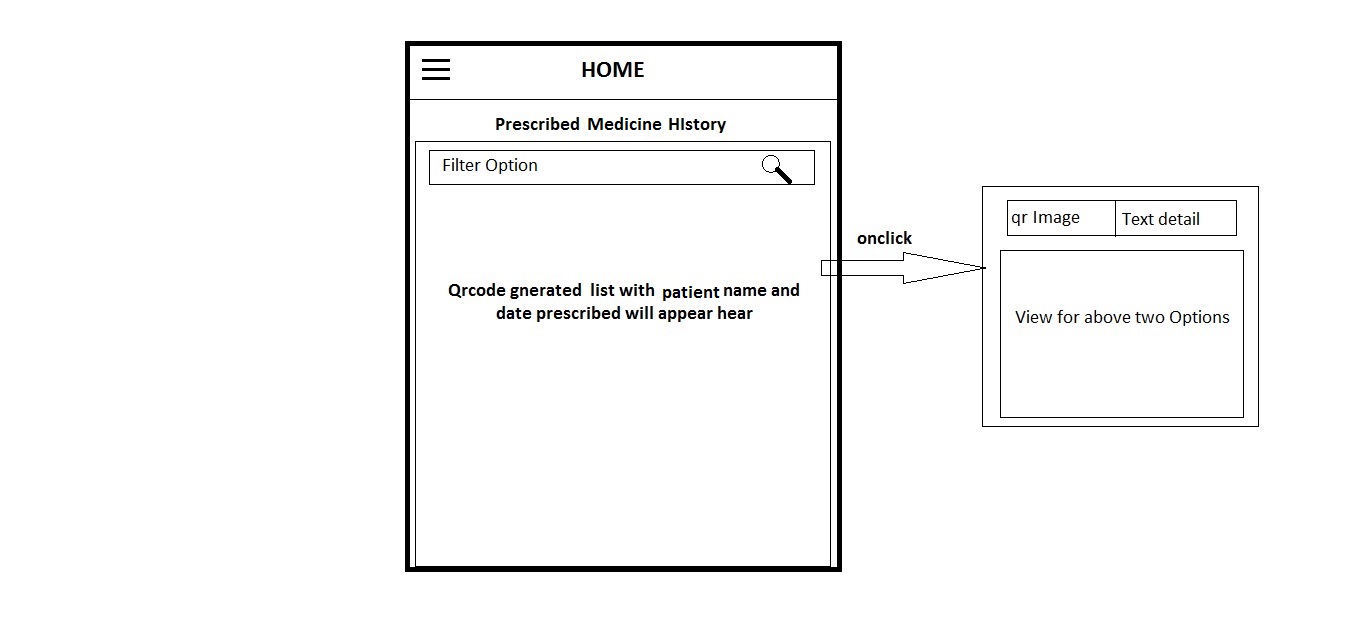 HOME
Prescribed Medicine HIstory
Filter Option
Qrcode gnerated list with patient name and
date prescribed will appear hear
onclick
qr Image
Text detail
View for above two Options